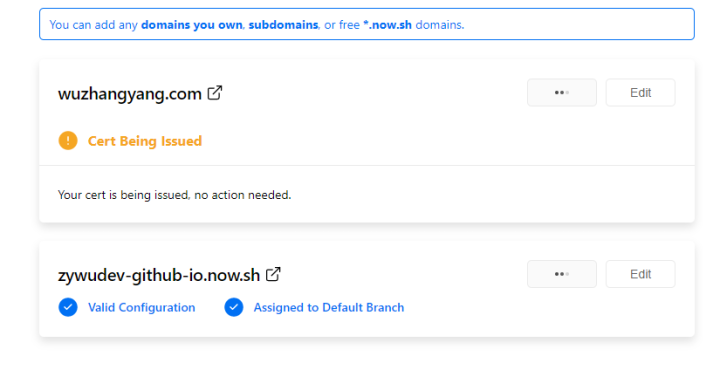 You can add any domains you own, subdomains, or free *.now.sh domains.
wuzhangyang.com
Edit
Cert Being Issued
Your cert is being issued, no action needed.
zywudev-github-io.now.sh
Edit
Valid Configuration Assigned to Default Branch